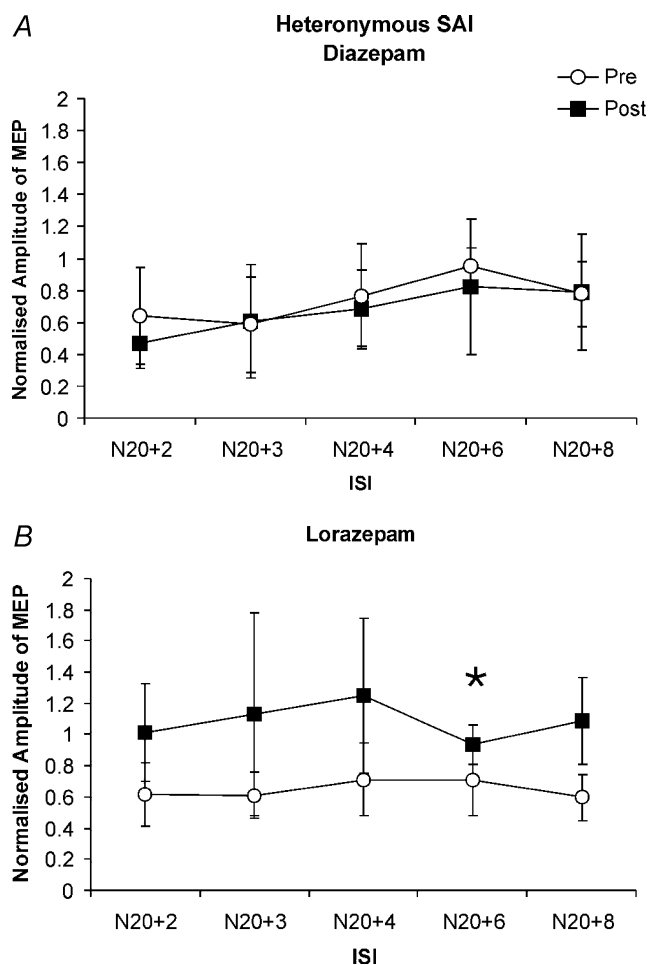 A
Heteronymous SAI
Diazepam
Pre
Post
Normalised Amplitude of MEP
2
1.8
1.6
1.4
1.2
1
0.8
0.6
0.4
0.2
0
N20+2 N20+3 N20+4 N20+6 N20+8
ISI
B
Lorazepam
Normalised Amplitude of MEP
2
1.8
1.6
1.4
1.2
1
0.8
0.6
0.4
0.2
0
*
N20+2 N20+3 N20+4 N20+6 N20+8
ISI